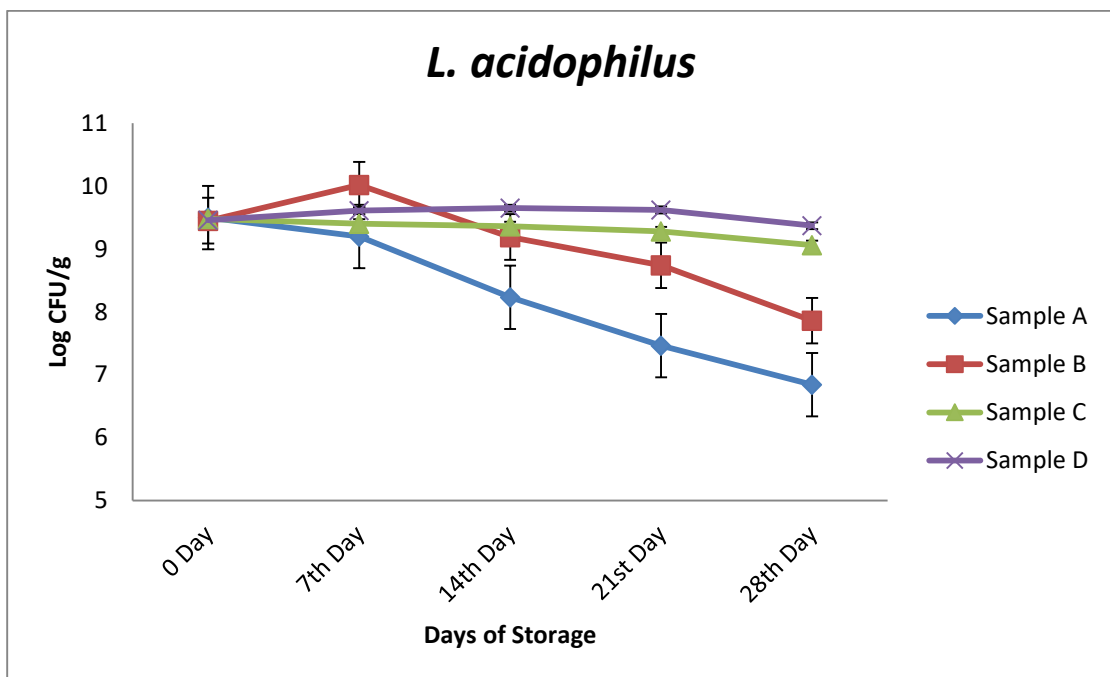 L. acidophilus
11
10
9
8
7
6
5
Log CFU/g
0 Day
7th Day
14th Day
21st Day
28th Day
Days of Storage
Sample A
Sample B
Sample C
Sample D